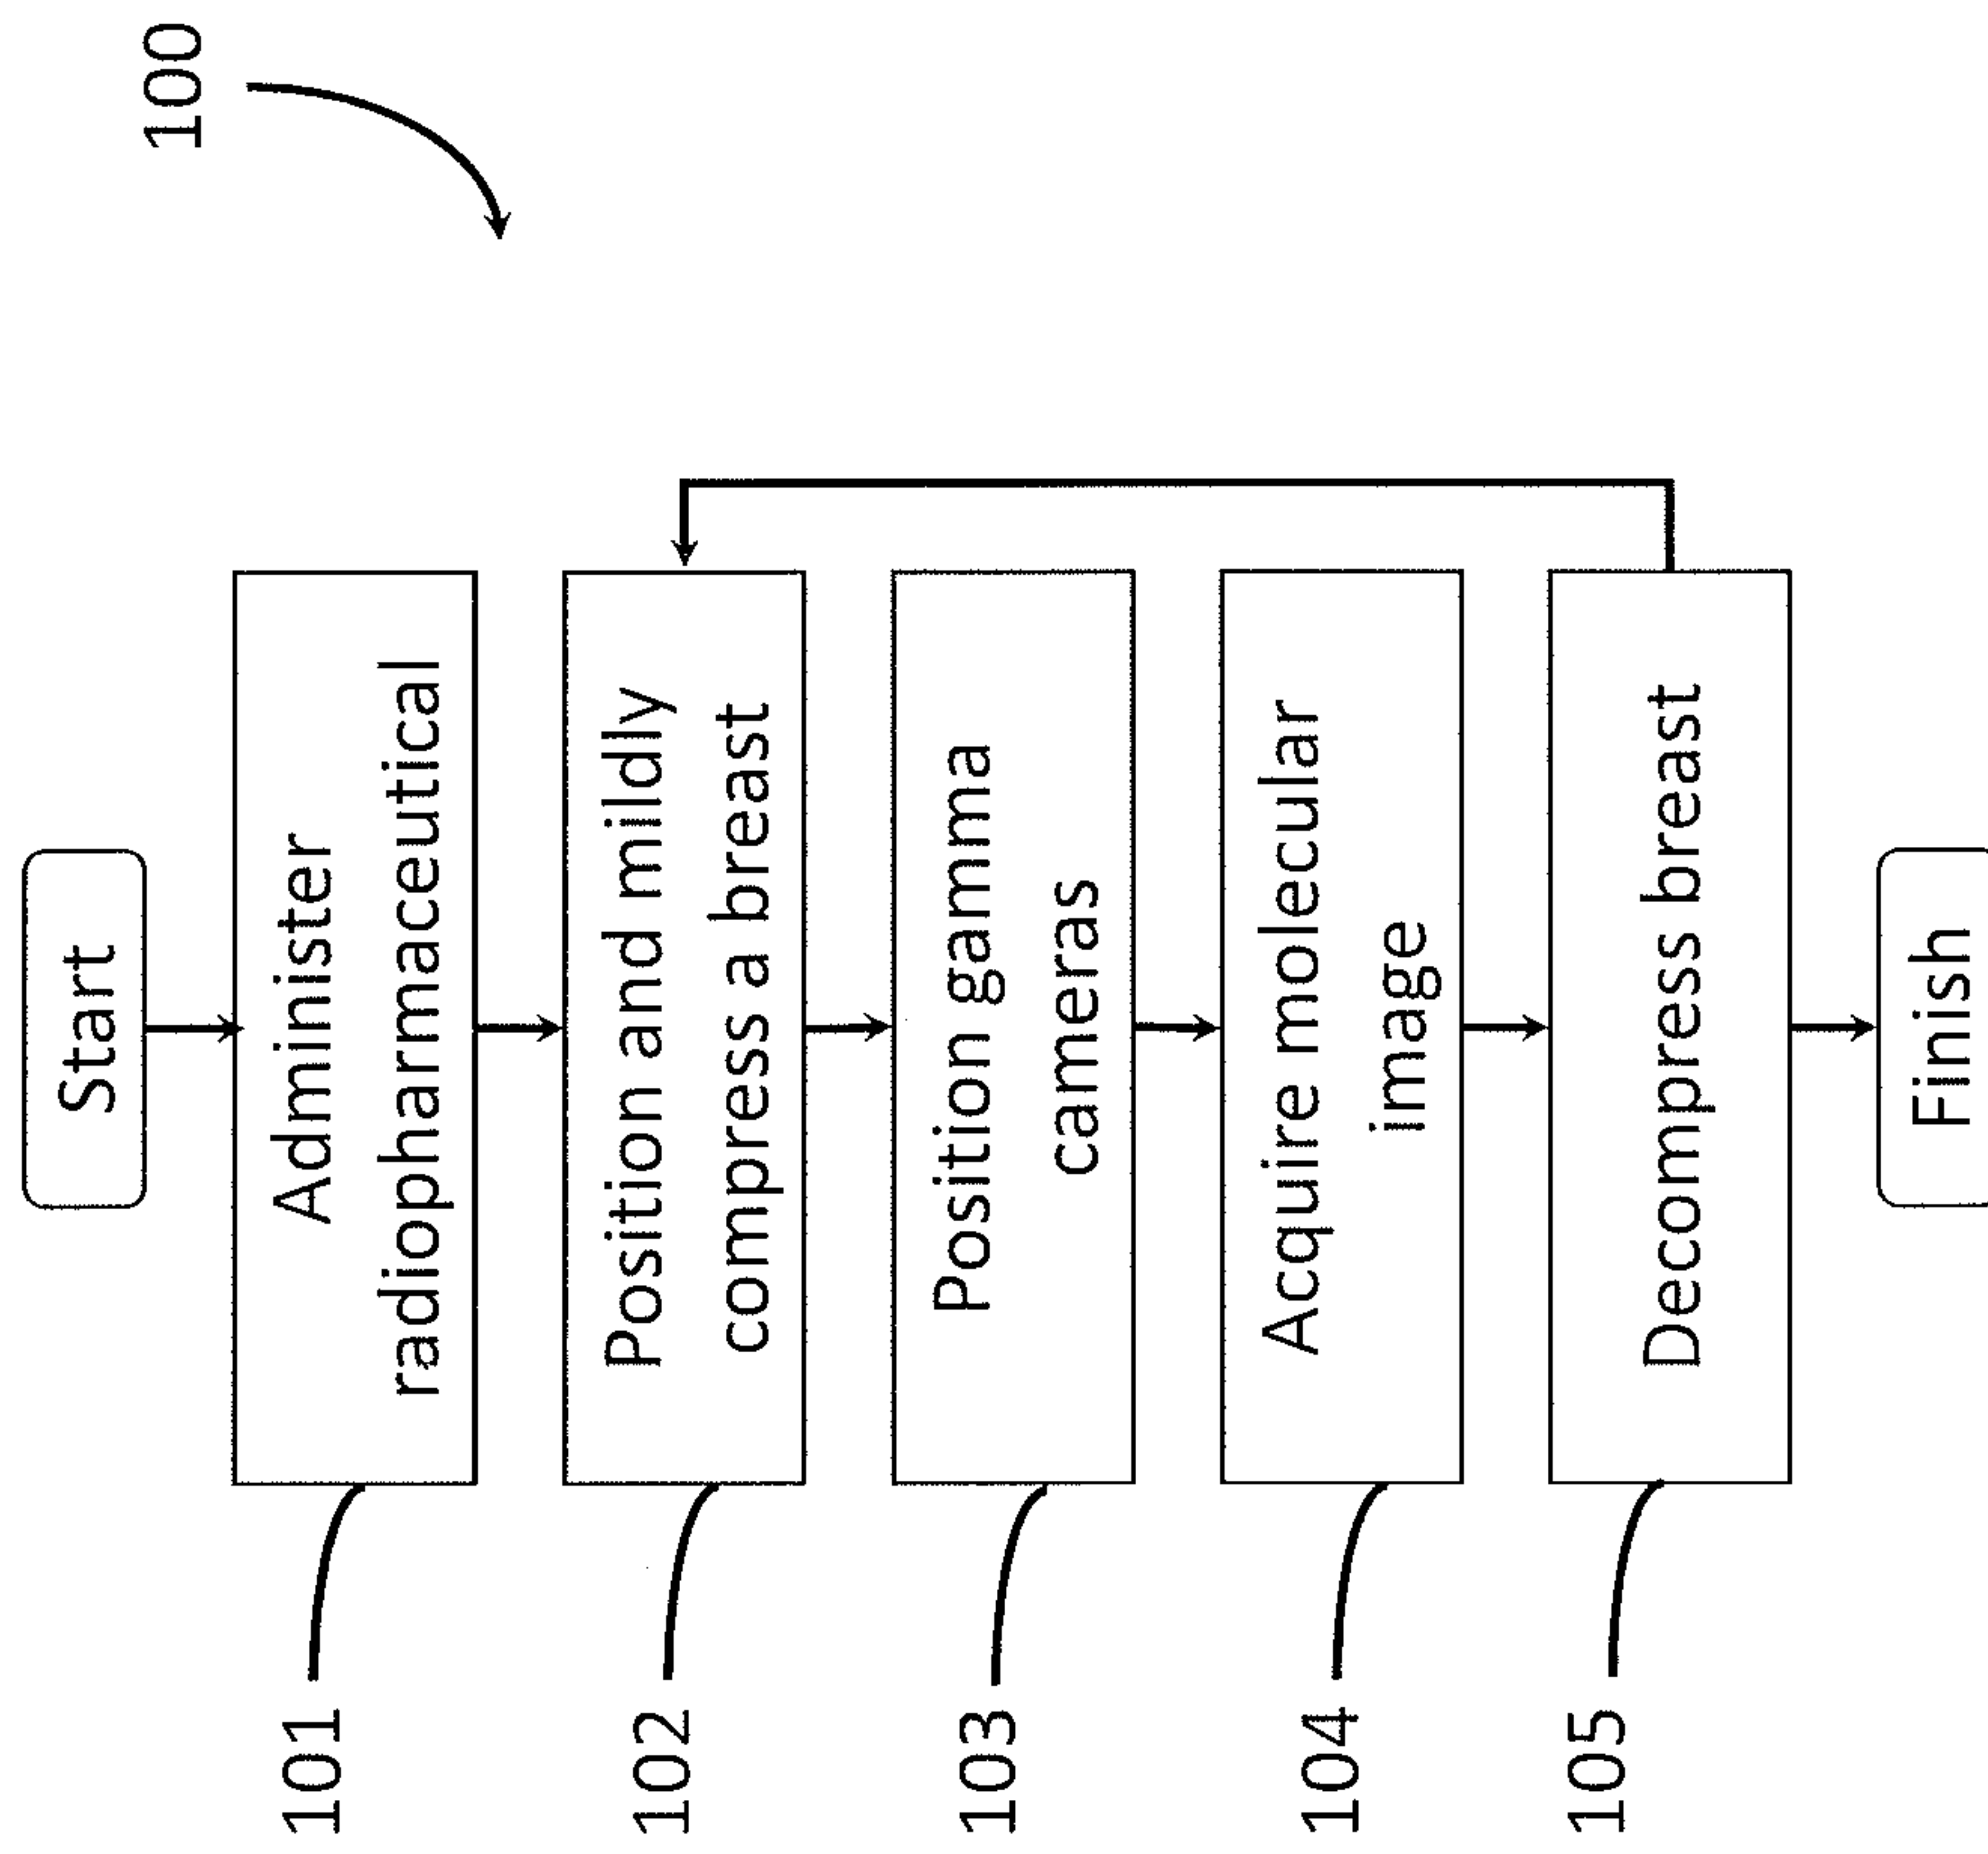 100
Start
101
Administer
radiopharmaceutical
102
Position and mildly
compress a breast
103
Position gamma
cameras
104
Acquire molecular
image
105
Decompress breast
Finish